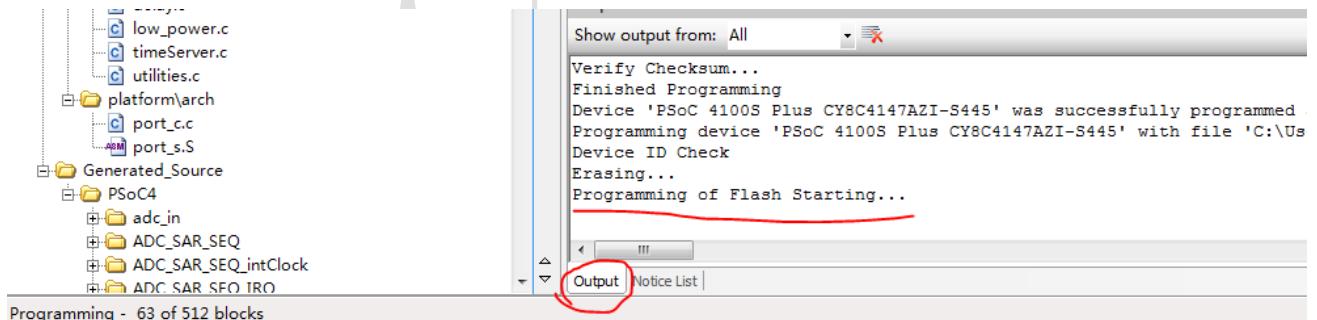 low_power.c
timeServer.c
utilities.c
platform\arch
port_c.c
port_s.S
Generated_Source
PSoC4
adc_in
ADC_SAR_SEQ
ADC_SAR_SEQ_intClock
ADC_SAR_SEQ_IRQ
Show output from: All
Verify Checksum...
Finished Programming
Device 'PSoC 4100S Plus CY8C4147AZI-S445' was successfully programmed
Programming device 'PSoC 4100S Plus CY8C4147AZI-S445' with file 'C:\Us
Device ID Check
Erasing...
Programming of Flash Starting...
Output Notice List
Programming - 63 of 512 blocks